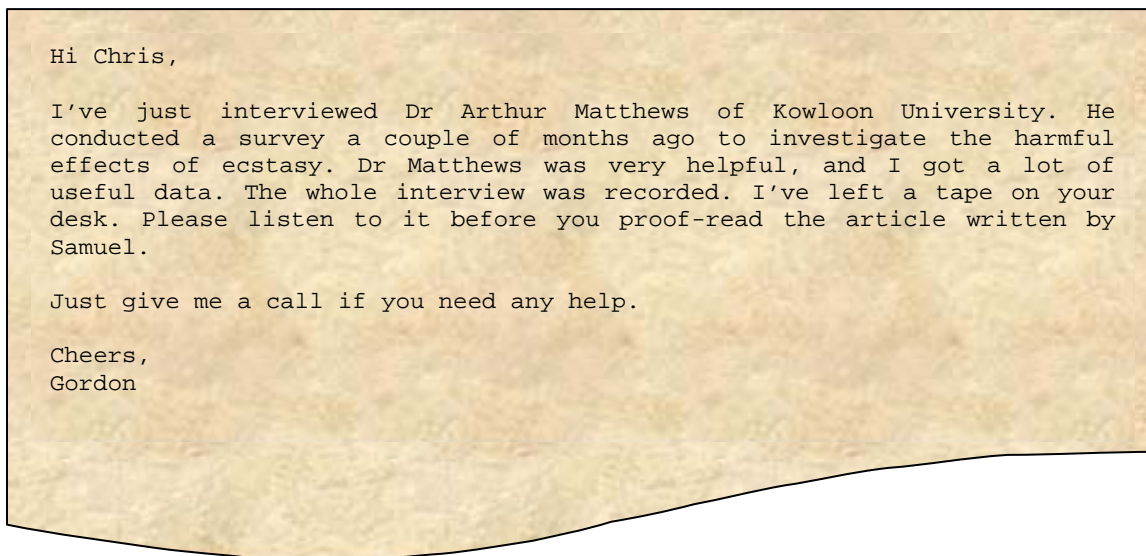 Hi Chris,
I've just interviewed Dr Arthur Matthews of Kowloon University. He
conducted a survey a couple of months ago to investigate the harmful
effects of ecstasy. Dr Matthews was very helpful, and I got a lot of
useful data. The whole interview was recorded. I've left a tape on your
desk. Please listen to it before you proof-read the article written by
Samuel.
Just give me a call if you need any help.
Cheers,
Gordon